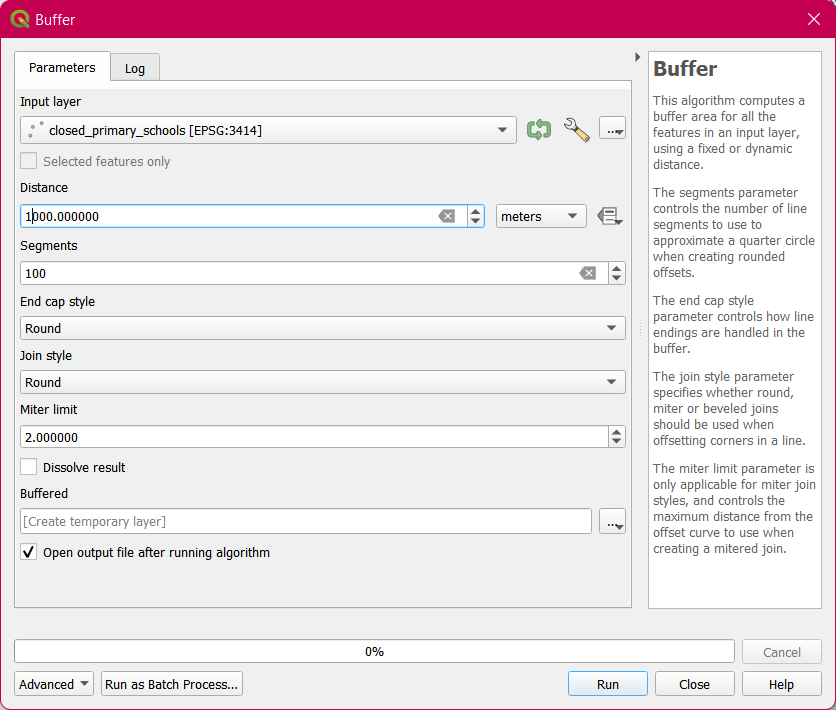 Buffer
Parameters
Log
Input layer
closed_primary_schools [EPSG:3414]
...
Selected features only
Distance
1000.000000
meters
Segments
100
End cap style
Round
Join style
Round
Miter limit
2.000000
Dissolve result
Buffered
[Create temporary layer]
...
Open output file after running algorithm
Buffer
This algorithm computes a
buffer area for all the
features in an input layer,
using a fixed or dynamic
distance.
The segments parameter
controls the number of line
segments to use to
approximate a quarter circle
when creating rounded
offsets.
The end cap style
parameter controls how line
endings are handled in the
buffer.
The join style parameter
specifies whether round,
miter or beveled joins
should be used when
offsetting corners in a line.
The miter limit parameter is
only applicable for miter join
styles, and controls the
maximum distance from the
offset curve to use when
creating a mitered join.
0%
Cancel
Advanced
Run as Batch Process...
Run
Close
Help